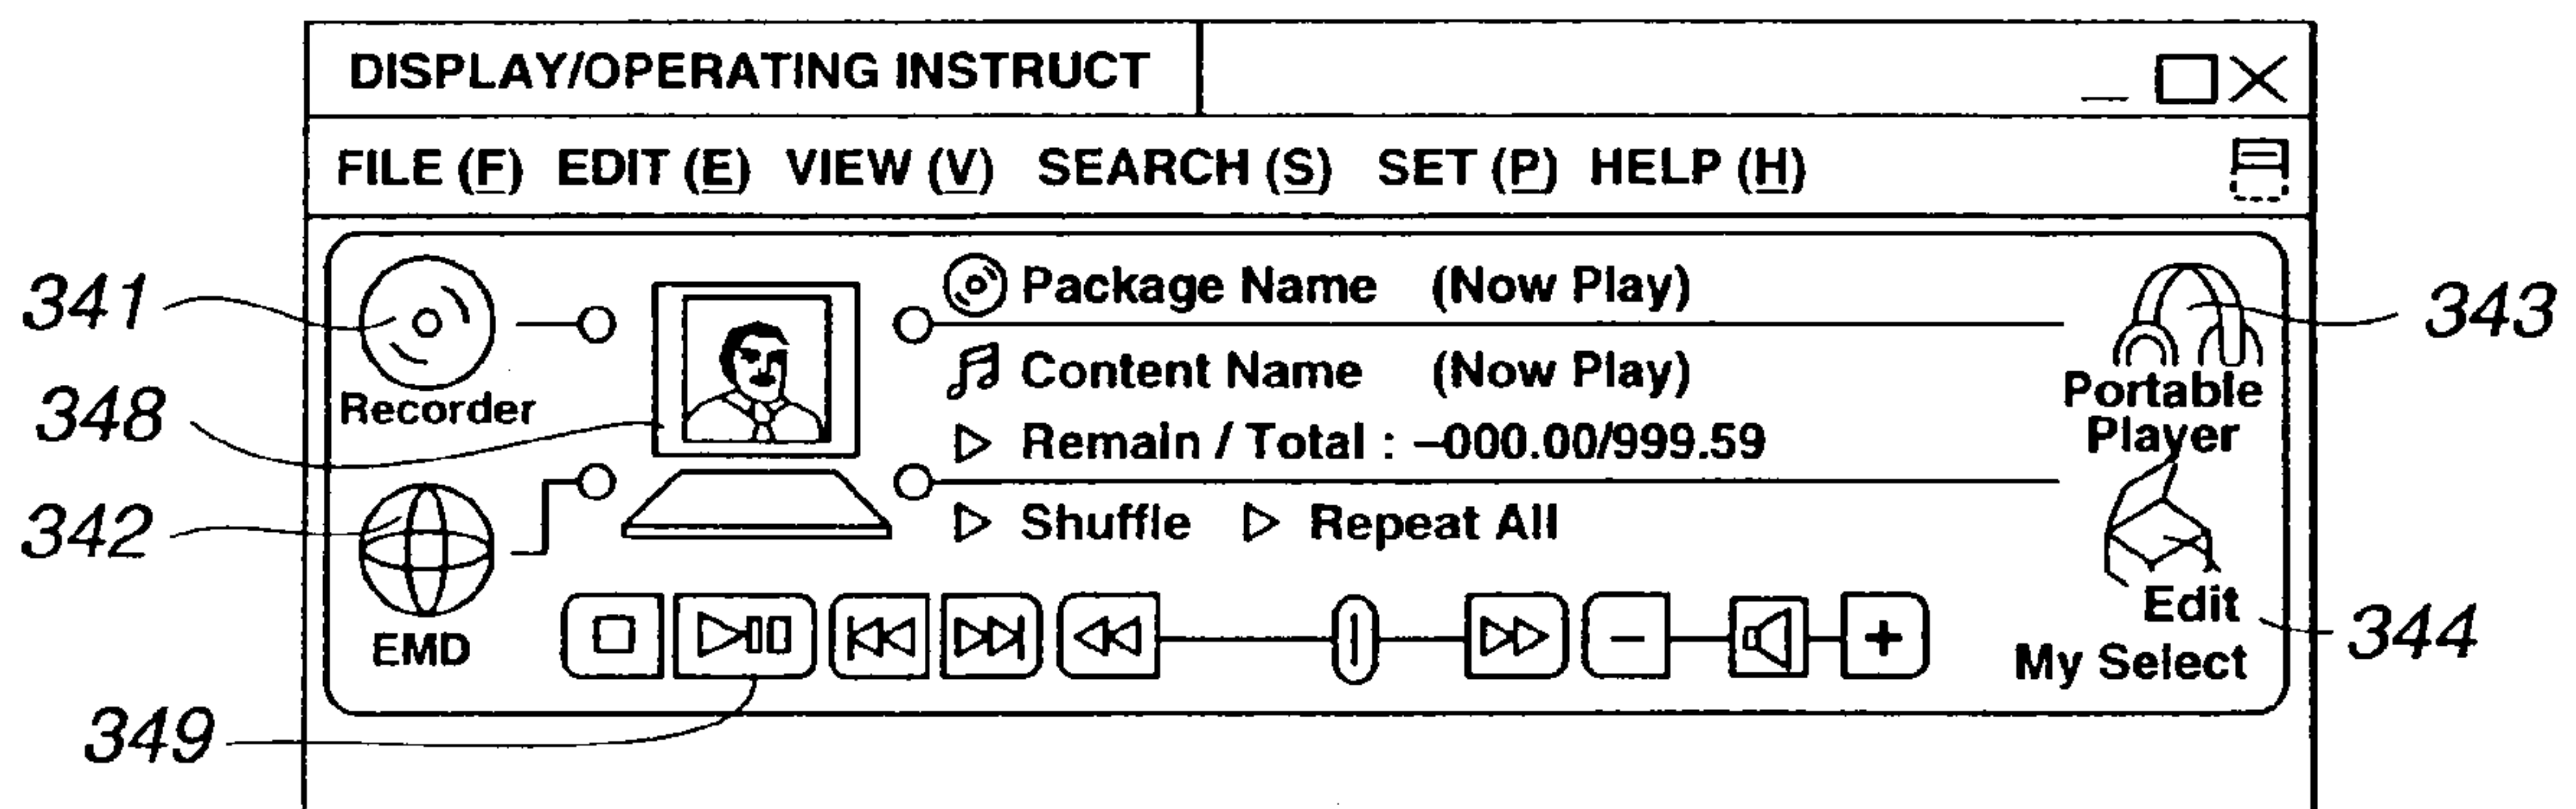 DISPLAY/OPERATING INSTRUCT
FILE (F) EDIT (E) VIEW (V) SEARCH (S) SET (P) HELP (H)
341
348
342
349
Recorder
EMD
Package Name (Now Play)
Content Name (Now Play)
Remain / Total : –000.00/999.59
Shuffle Repeat All
Portable
Player
Edit
My Select
343
344